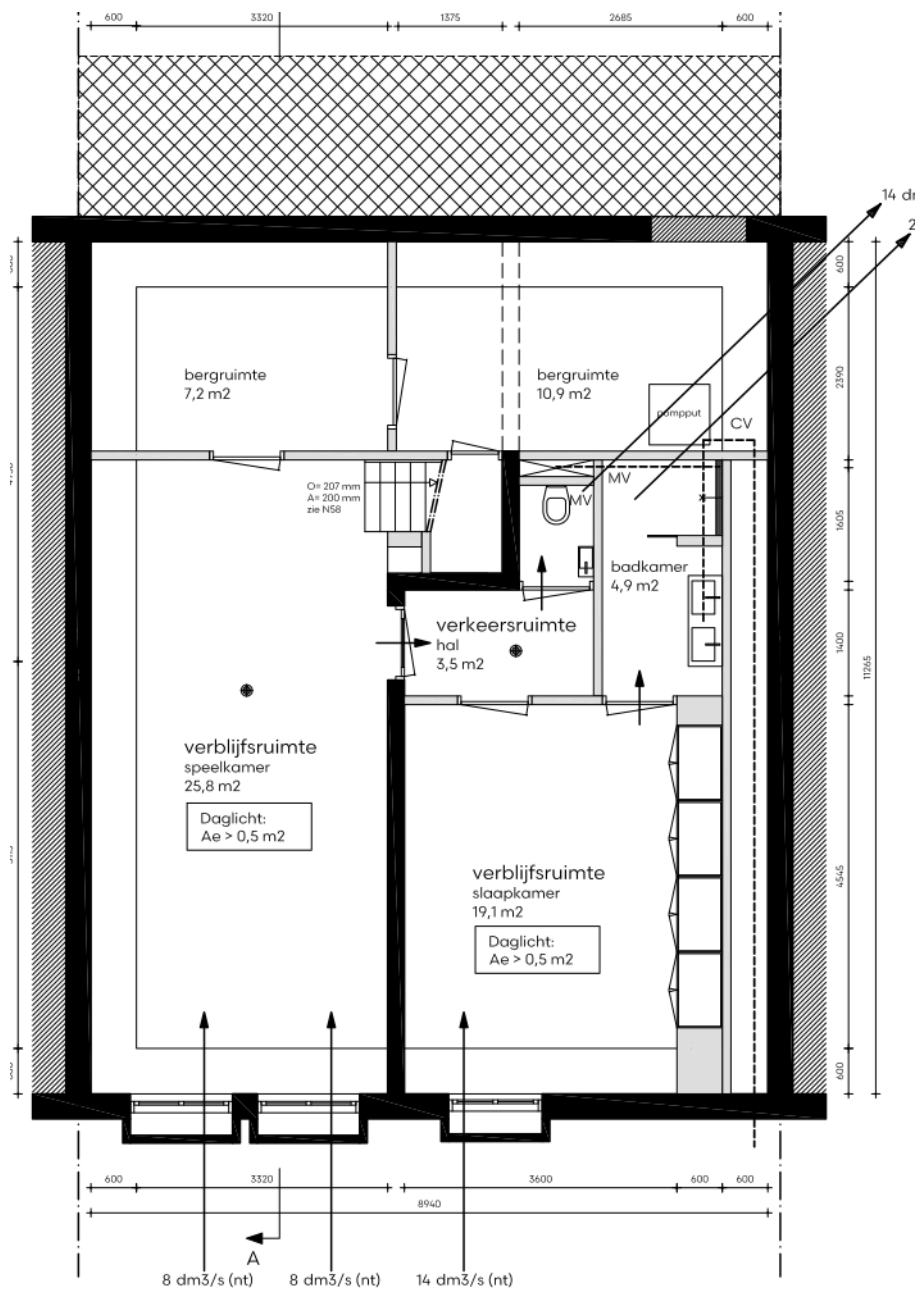 600
3320
1375
2685
600
14
2
600
bergruimte
7,2 m2
bergruimte
10,9 m2
2390
pompput
CV
O= 207 mm
A= 200 mm
zie N58
MV
MV
1605
badkamer
4,9 m2
verkeersruimte
hal
3,5 m2
1400
11265
verblijfsruimte
speelkamer
25,8 m2
Daglicht:
Ae > 0,5 m2
verblijfsruimte
slaapkamer
19,1 m2
Daglicht:
Ae > 0,5 m2
4545
600
600
3320
3600
600
600
8940
A
8 dm3/s (nt)
8 dm3/s (nt)
14 dm3/s (nt)